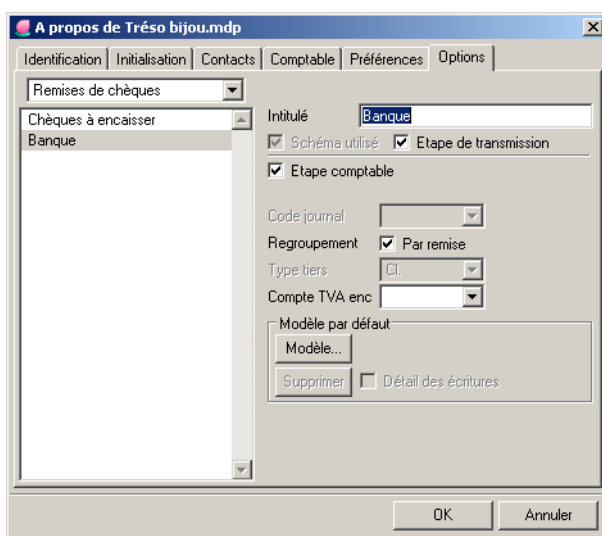 A propos de Tréso bijou.mdp
Identification Initialisation Contacts Comptable Préférences Options
Remises de chèques
Chèques à encaisser
Banque
Intitulé Banque
Schéma utilisé Etape de transmission
Etape comptable
Code journal
Regroupement Par remise
Type tiers Cl.
Compte TVA enc
Modèle par défaut
Modèle...
Supprimer Détail des écritures
OK Annuler